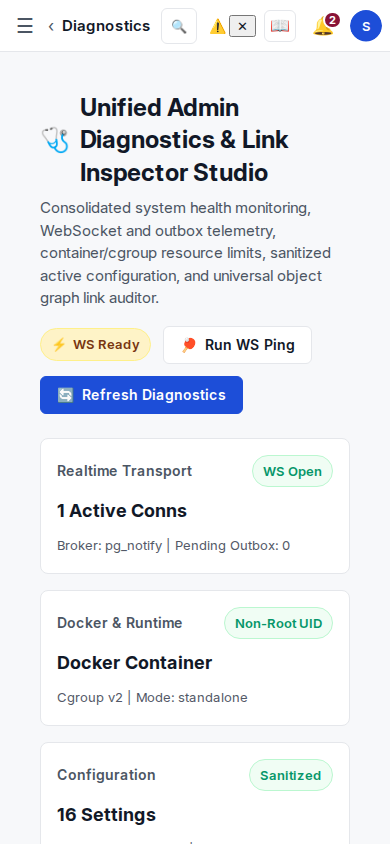 Diagnostics
2
S
Unified Admin
Diagnostics & Link
Inspector Studio
Consolidated system health monitoring,
WebSocket and outbox telemetry,
container/cgroup resource limits, sanitized
active configuration, and universal object
graph link auditor.
WS Ready
Run WS Ping
Refresh Diagnostics
Realtime Transport
WS Open
1 Active Conns
Broker: pg_notify | Pending Outbox: 0
Docker & Runtime
Non-Root UID
Docker Container
Cgroup v2 | Mode: standalone
Configuration
Sanitized
16 Settings